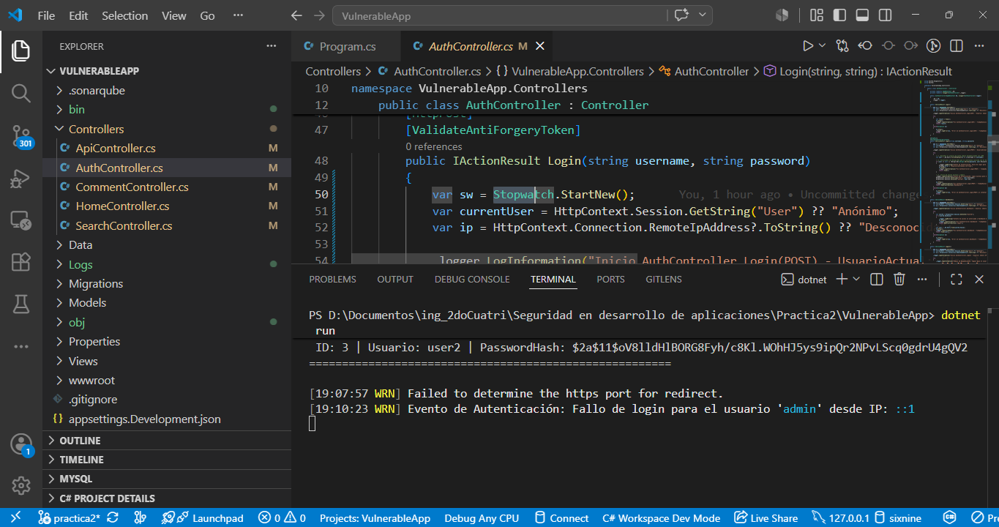 File Edit Selection View Go ··· VulnerableApp
EXPLORER
VULNERABLEAPP
.sonarqube
bin
Controllers
ApiController.cs M
AuthController.cs M
CommentController.cs M
HomeController.cs M
SearchController.cs M
Data
Logs
Migrations
Models
obj
Properties
Views
wwwroot
.gitignore
{} appsettings.Development.json
OUTLINE
TIMELINE
MYSQL
C# PROJECT DETAILS
301
1
C# Program.cs
C# AuthController.cs M
Controllers > C# AuthController.cs > {} VulnerableApp.Controllers > AuthController > Login(string, string) : IActionResult
10 namespace VulnerableApp.Controllers
12 public class AuthController : Controller
46 [HttpPost]
47 [ValidateAntiForgeryToken]
0 references
48 public IActionResult Login(string username, string password)
49 {
50 var sw = Stopwatch.StartNew(); You, 1 hour ago • Uncommitted change
51 var currentUser = HttpContext.Session.GetString("User") ?? "Anónimo";
52 var ip = HttpContext.Connection.RemoteIpAddress?.ToString() ?? "Desconocid
53
54 _logger.LogInformation("Inicio AuthController.Login(POST) - UsuarioActua
PROBLEMS OUTPUT DEBUG CONSOLE TERMINAL PORTS GITLENS
dotnet
PS D:\Documentos\ing_2doCuatri\Seguridad en desarrollo de aplicaciones\Practica2\VulnerableApp> dotnet
run
ID: 3 | Usuario: user2 | PasswordHash: $2a$11$oV8lldHlBORG8Fyh/c8Kl.WOhHJ5ys9ipQr2NPvLScq0gdrU4gQV2
=======================================================
[19:07:57 WRN] Failed to determine the https port for redirect.
[19:10:23 WRN] Evento de Autenticación: Fallo de login para el usuario 'admin' desde IP: ::1
practica2* Launchpad 0 0 Projects: VulnerableApp Debug Any CPU Connect C# Workspace Dev Mode Live Share 127.0.0.1 sixnine Pr